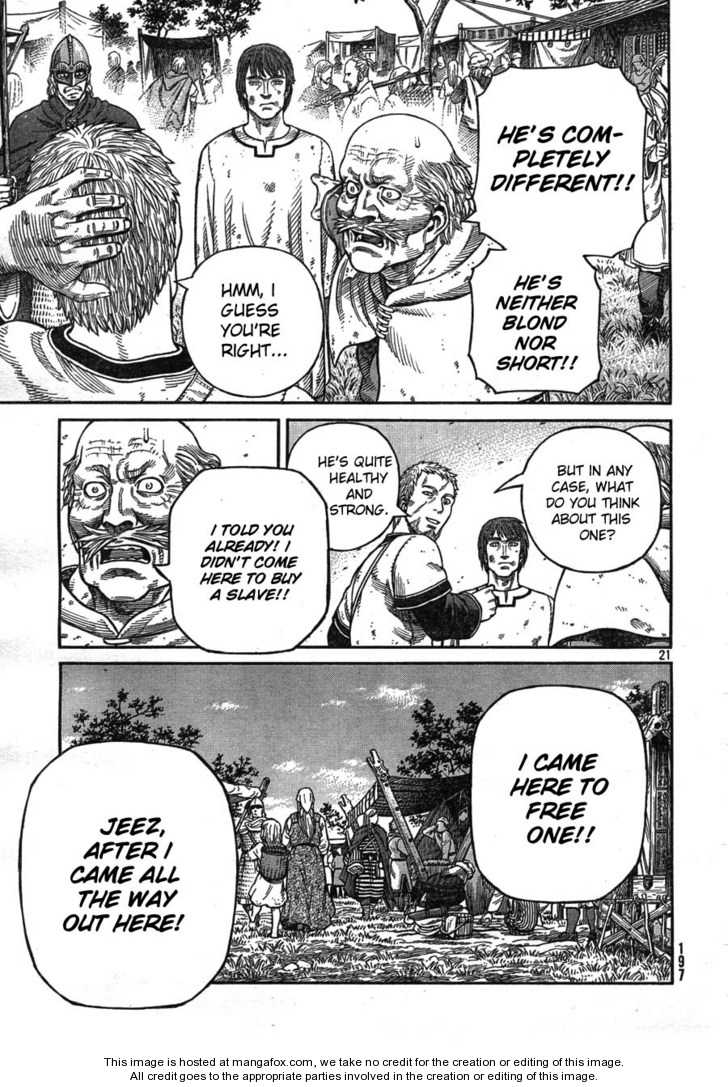 HE'S COM-
PLETELY
DIFFERENT!!
HE'S
NEITHER
BLOND
NOR
SHORT!!
HMM, I
GUESS
YOU'RE
RIGHT...
BUT IN ANY
CASE, WHAT
DO YOU THINK
ABOUT THIS
ONE?
HE'S QUITE
HEALTHY
AND
STRONG.
I TOLD YOU
ALREADY! I
DIDN'T COME
HERE TO BUY
A SLAVE!!
21
I CAME
HERE TO
FREE
ONE!!
JEEZ,
AFTER I
CAME ALL
THE WAY
OUT HERE!
197
This image is hosted at mangafox.com, we take no credit for the creation or editing of this image.
All credit goes to the appropriate parties involved in creation or editing of this image.